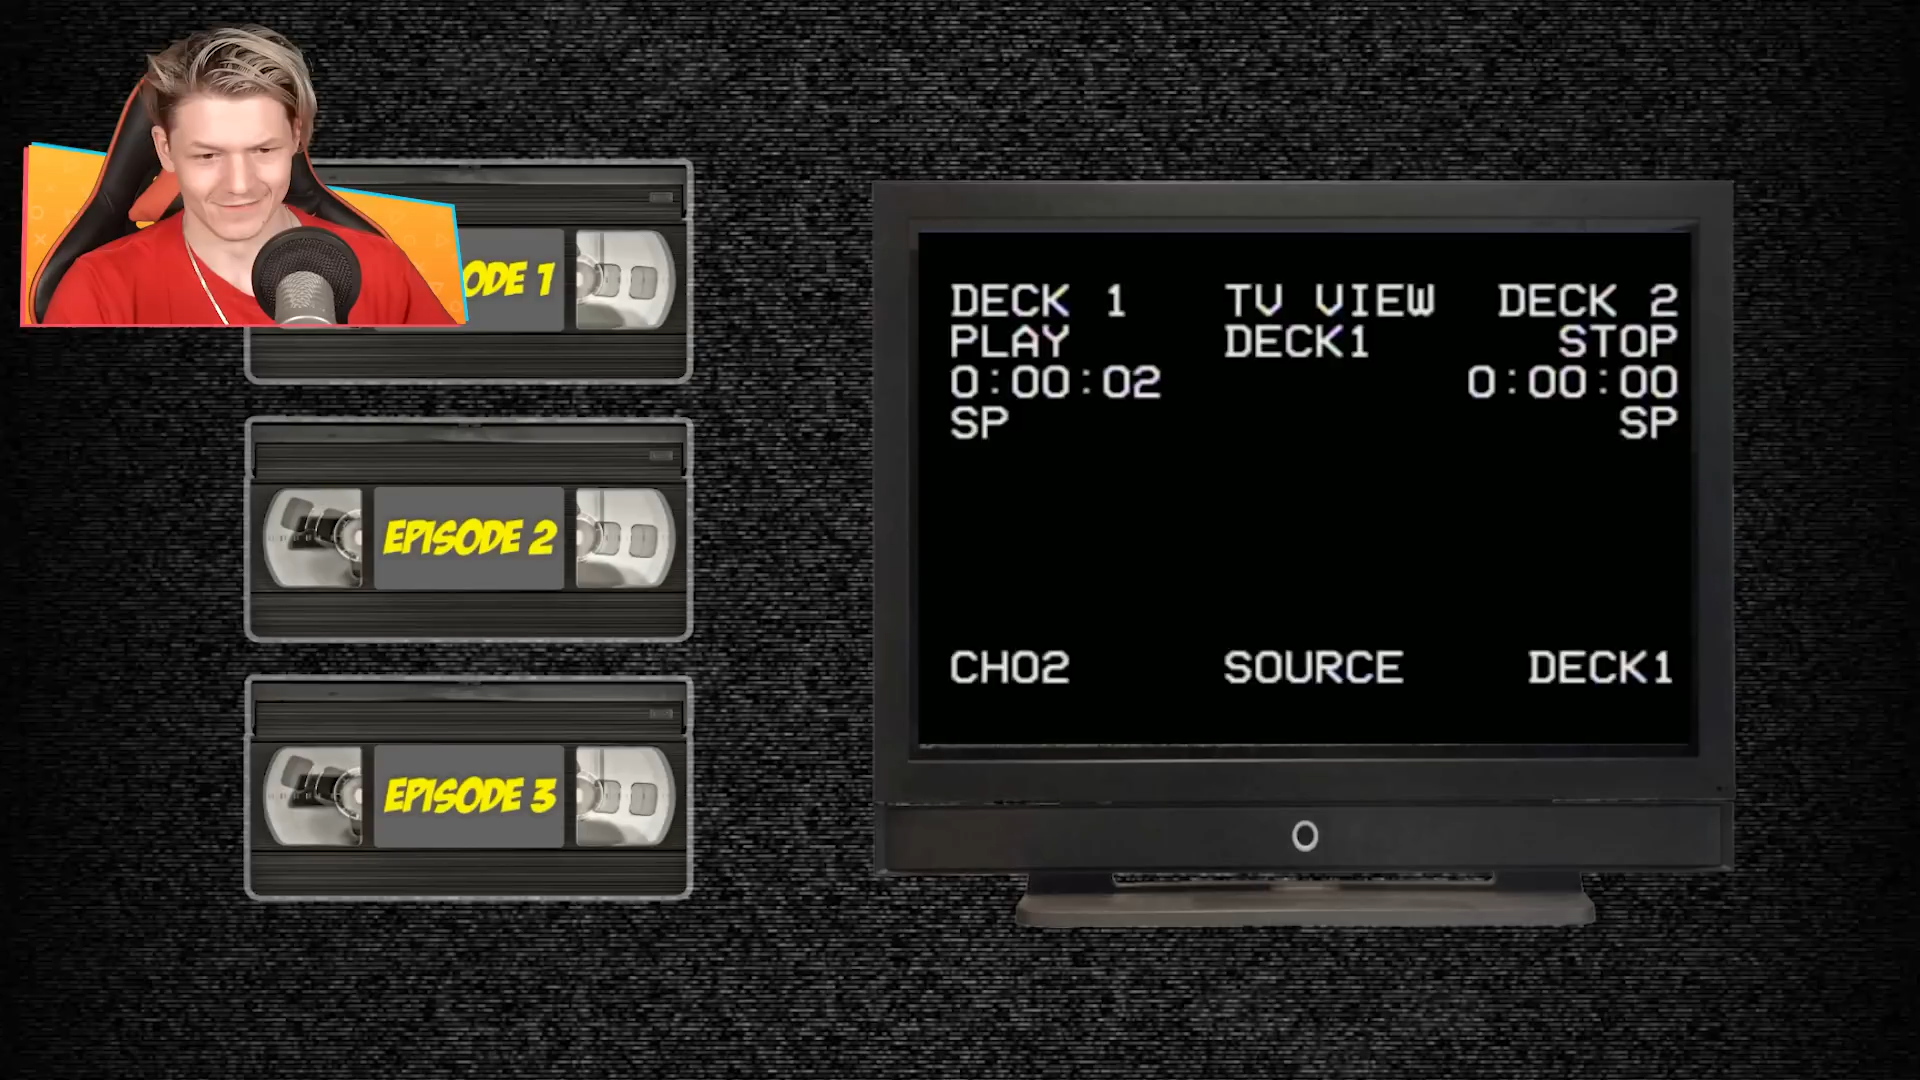 ODE 1
EPISODE 2
EPISODE 3
DECK 1 TV VIEW DECK 2
PLAY DECK1 STOP
0:00:02 0:00:00
SP SP
CH02 SOURCE DECK1